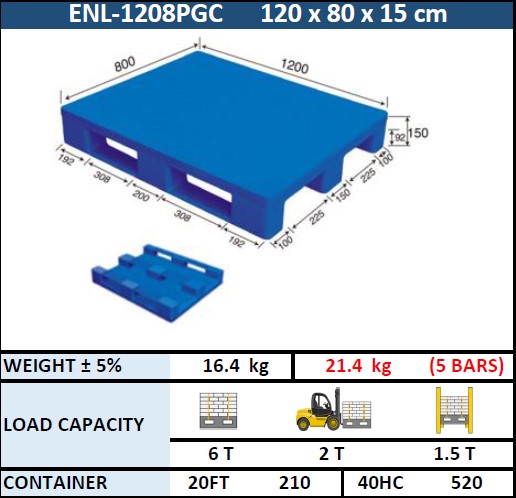 ENL-1208PGC 120 x 80 x 15 cm
800
1200
150
92
100
225
150
225
100
192
308
200
308
192
WEIGHT ± 5% 16.4 kg 21.4 kg (5 BARS)
LOAD CAPACITY
6 T 2 T 1.5 T
CONTAINER 20FT 210 40HC 520